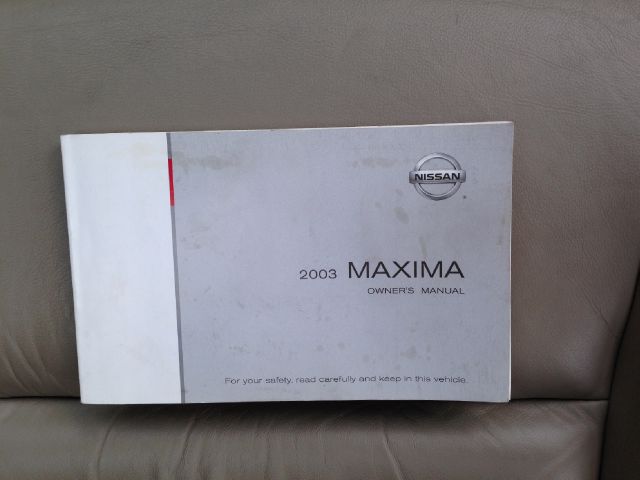 NISSAN
2003 MAXIMA
OWNER'S MANUAL
For your safety, read carefully and keep in this vehicle.